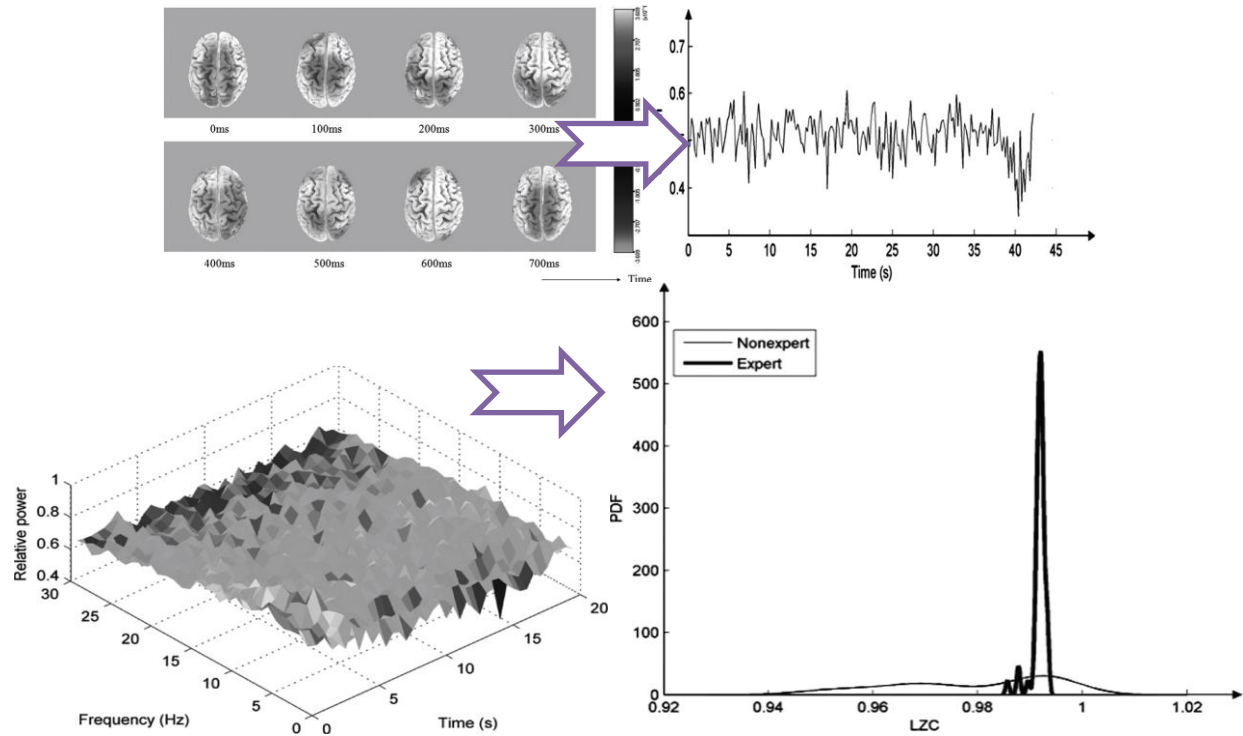 0ms 100ms 200ms 300ms
400ms 500ms 600ms 700ms
Time
0.7
0.6
0.4
0 5 10 15 20 25 30 35 40 45
Time (s)
Relative power
1
0.8
0.6
0.4
30 25 20 15 10 5 0
Frequency (Hz)
0 5 10 15 20
Time (s)
600
500
400
300
200
100
0
PDF
Nonexpert
Expert
0.92 0.94 0.96 0.98 1 1.02
LZC